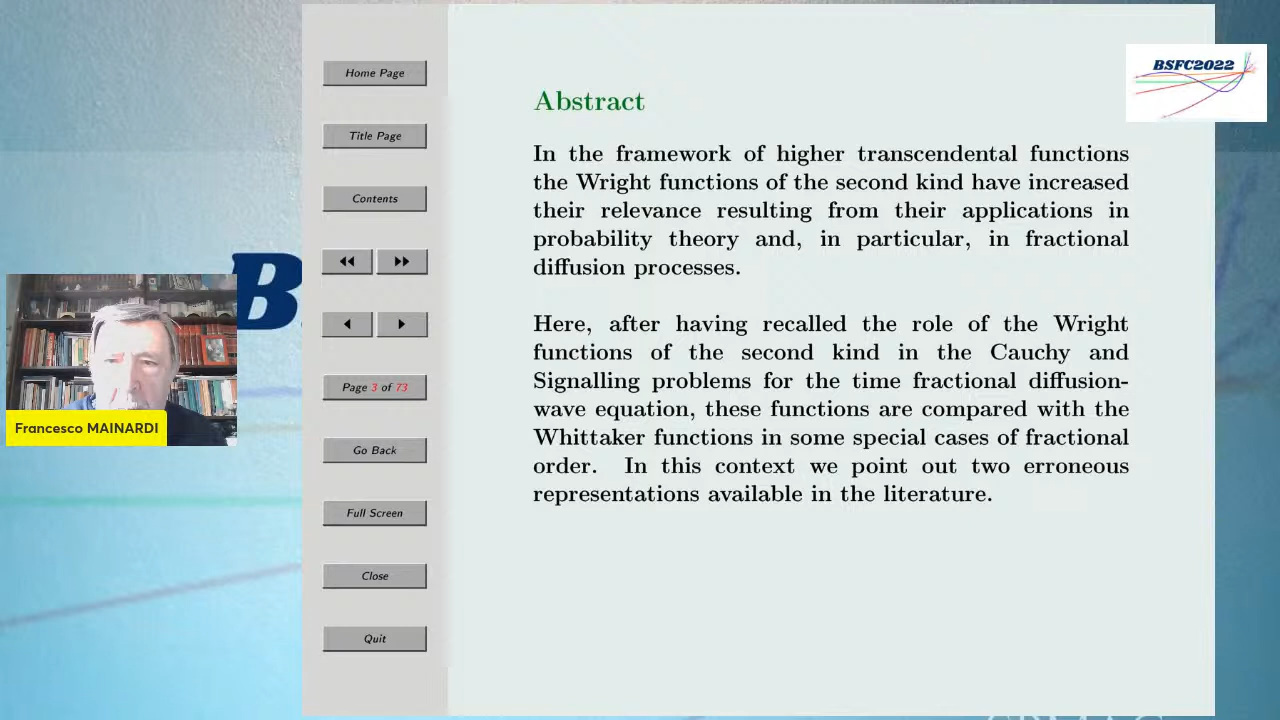 Home Page
Title Page
Contents
Page 3 of 73
Go Back
Full Screen
Close
Quit
Abstract
In the framework of higher transcendental functions
the Wright functions of the second kind have increased
their relevance resulting from their applications in
probability theory and, in particular, in fractional
diffusion processes.
Here, after having recalled the role of the Wright
functions of the second kind in the Cauchy and
Signalling problems for the time fractional diffusion-
wave equation, these functions are compared with the
Whittaker functions in some special cases of fractional
order. In this context we point out two erroneous
representations available in the literature.
BSFC2022
B
Francesco MAINARDI